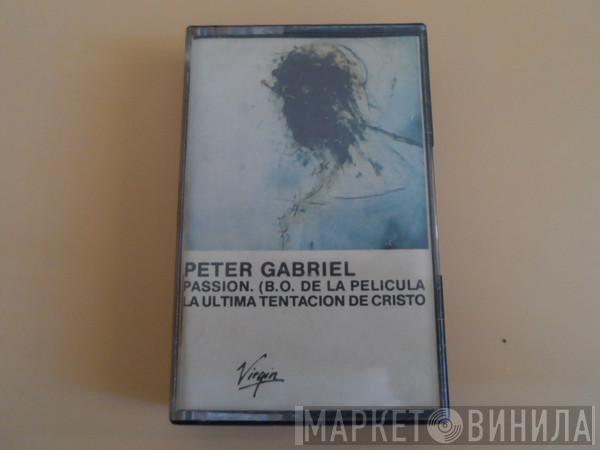 PETER GABRIEL
PASSION. (B.O. DE LA PELICULA
LA ULTIMA TENTACION DE CRISTO
Virgin
МАРКЕТ ВИНИЛА